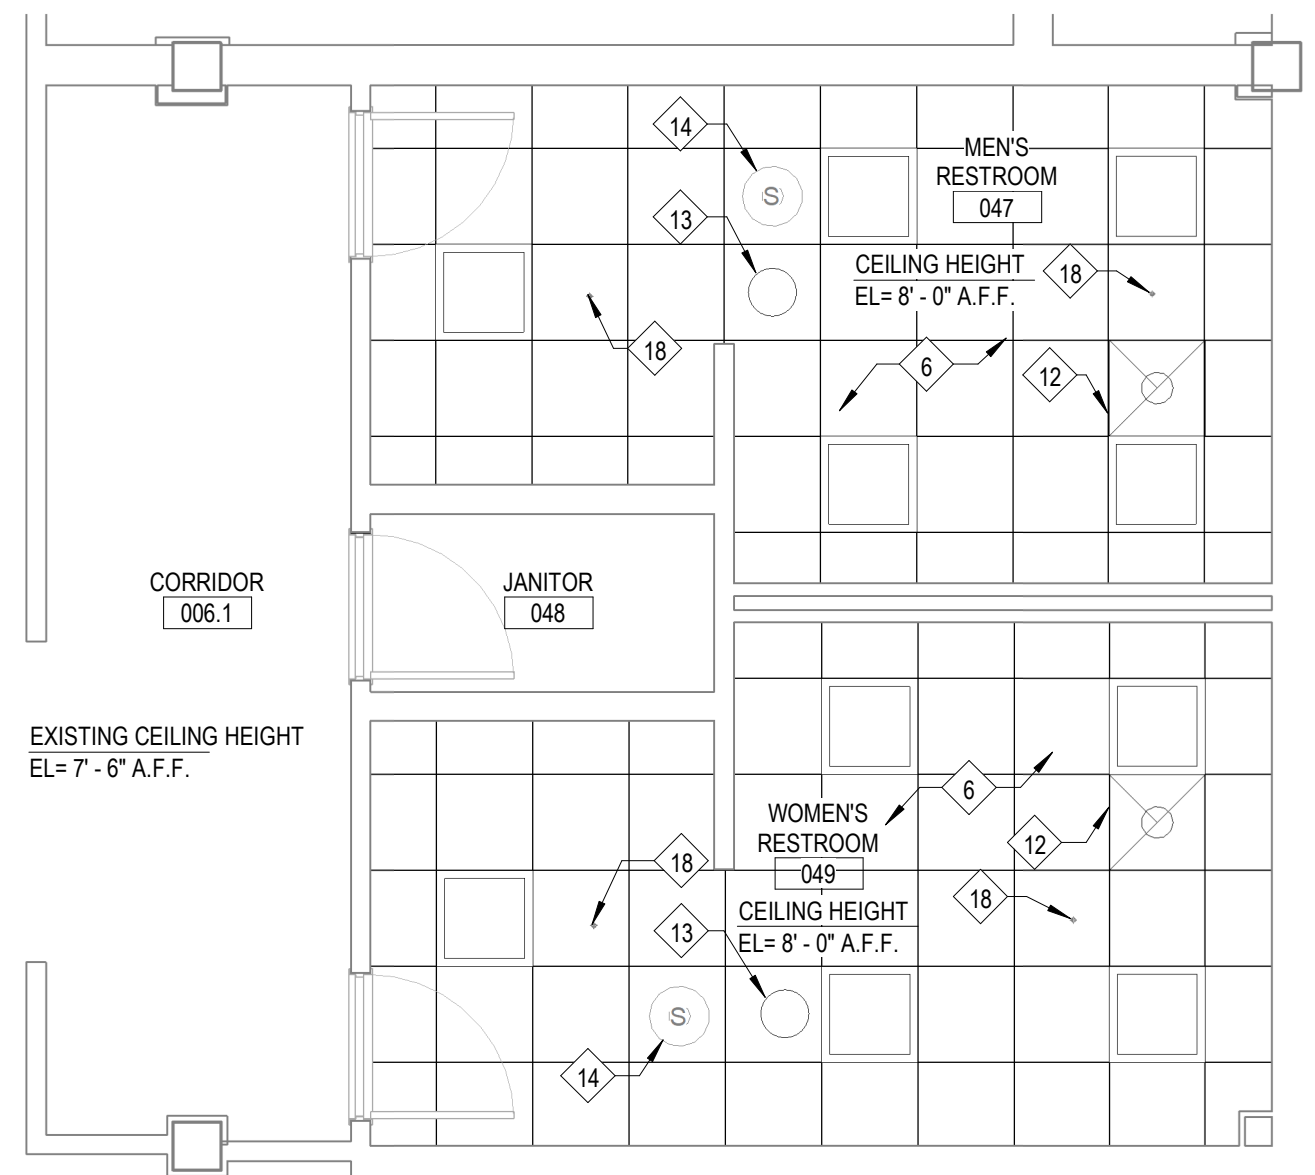 14
MEN'S
RESTROOM
047
S
13
CEILING HEIGHT
EL= 8' - 0" A.F.F.
18
18
6
12
CORRIDOR
006.1
JANITOR
048
EXISTING CEILING HEIGHT
EL= 7' - 6" A.F.F.
6
WOMEN'S
RESTROOM
049
12
18
18
CEILING HEIGHT
EL= 8' - 0" A.F.F.
13
S
14